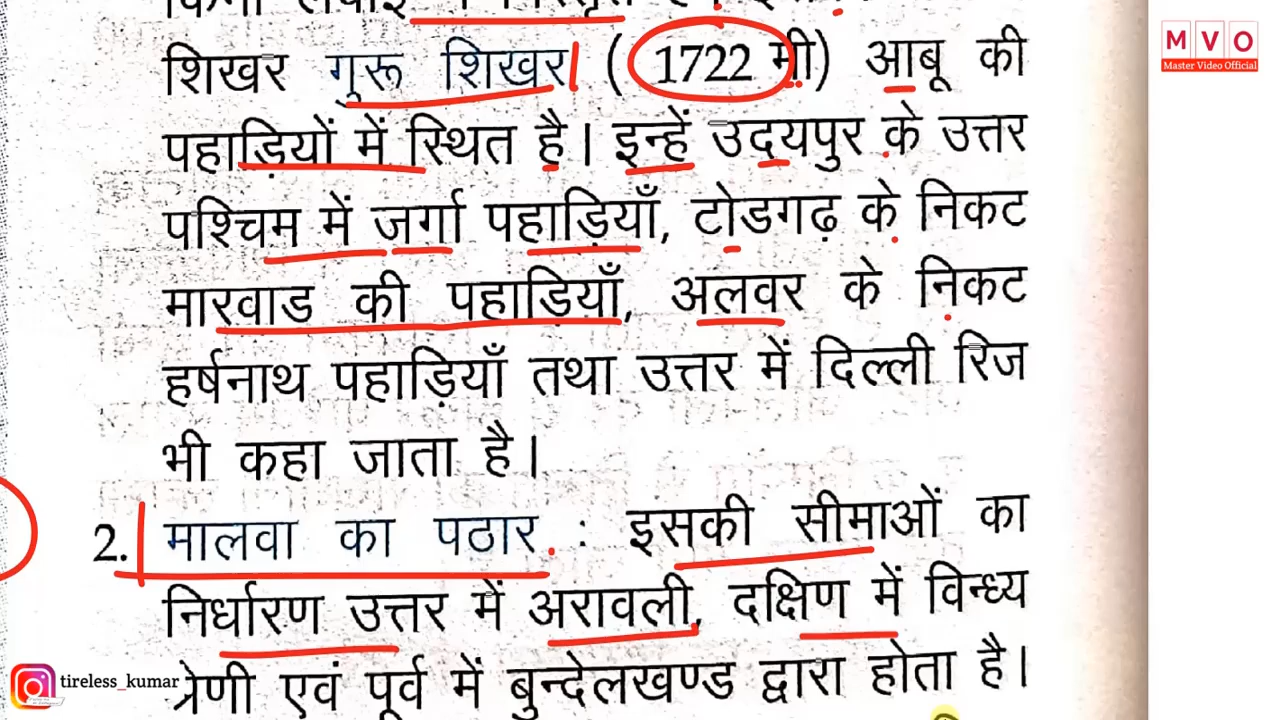 शिखर गुरू शिखर ( 1722 मी) आबू की
पहाड़ियों में स्थित है। इन्हें उदयपुर के उत्तर
पश्चिम में जर्गा पहाड़ियाँ, टोडगढ़ के निकट
मारवाड की पहाड़ियाँ, अलवर के निकट
हर्षनाथ पहाड़ियाँ तथा उत्तर में दिल्ली रिज
भी कहा जाता है।
2. मालवा का पठार : इसकी सीमाओं का
निर्धारण उत्तर में अरावली, दक्षिण में विन्ध्य
श्रेणी एवं पूर्व में बुन्देलखण्ड द्वारा होता है।
M V O
Master Video Official
tireless_kumar